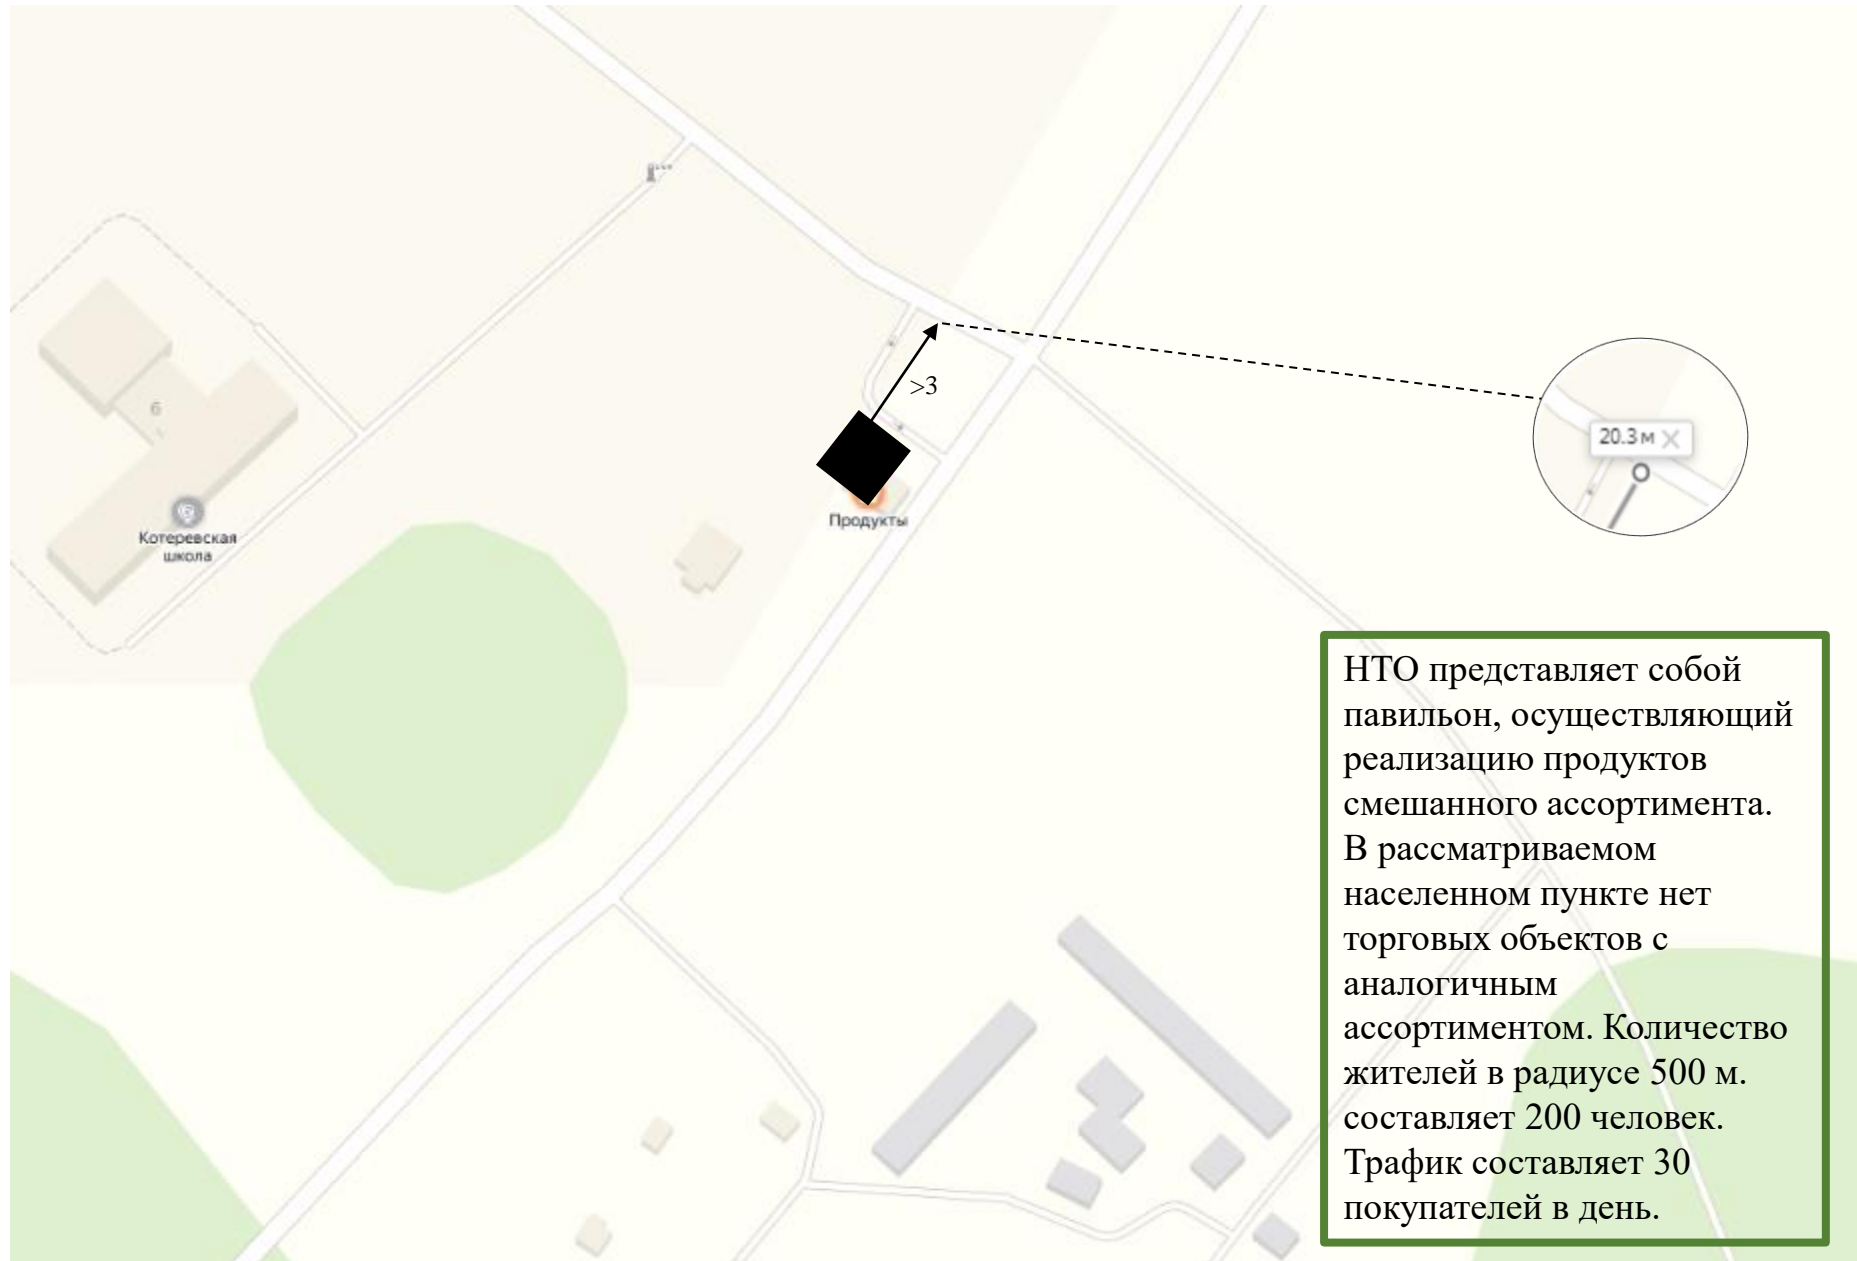 >3
20.3 м
6
Котеревская
школа
Продукты
НТО представляет собой
павильон, осуществляющий
реализацию продуктов
смешанного ассортимента.
В рассматриваемом
населенном пункте нет
торговых объектов с
аналогичным
ассортиментом. Количество
жителей в радиусе 500 м.
составляет 200 человек.
Трафик составляет 30
покупателей в день.